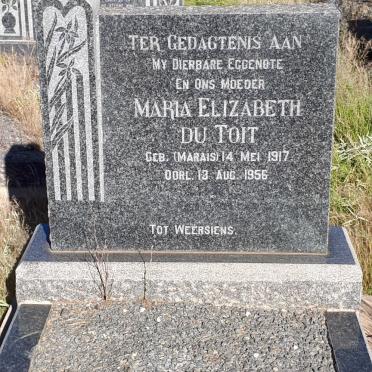 TER GEDAGTENIS AAN
MY DIERBARE EGGENOTE
EN ONS MOEDER
MARIA ELIZABETH
DU TOIT
GEB. (MARAIS) 14 MEI 1917
OORL. 13 AUG. 1956
TOT WEERSIENS.